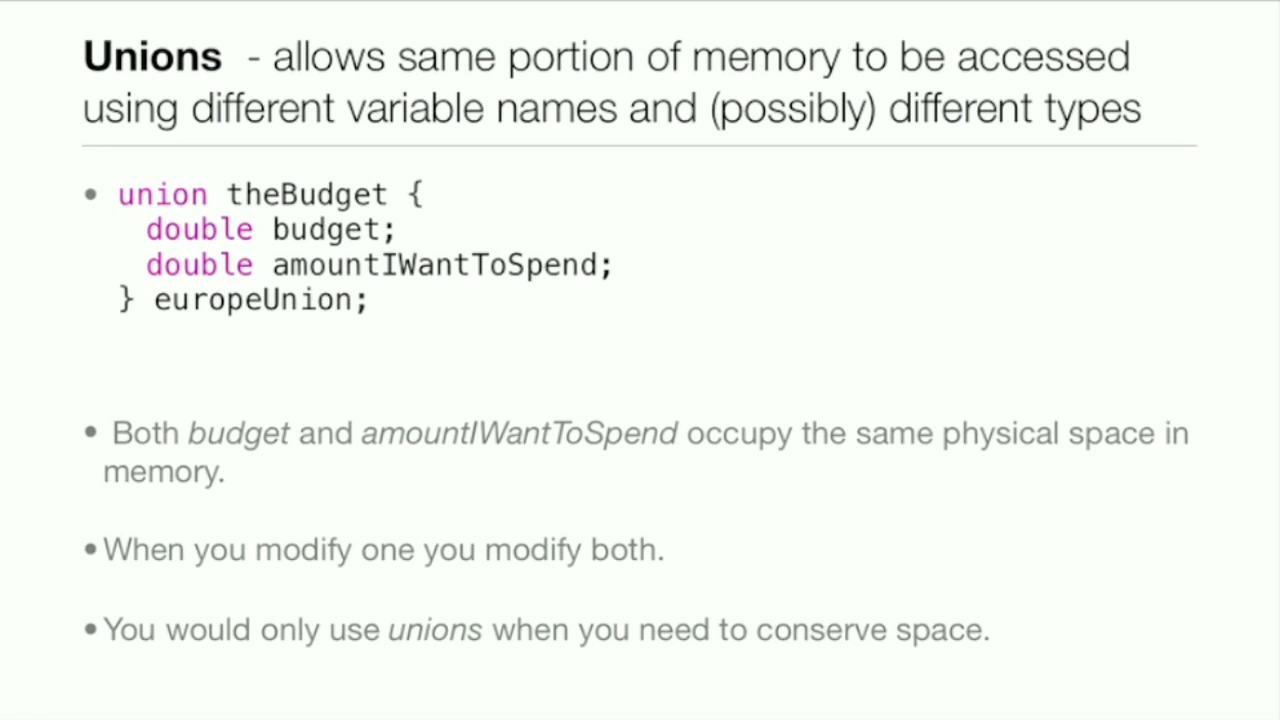 Unions - allows same portion of memory to be accessed
using different variable names and (possibly) different types
• union theBudget {
double budget;
double amountIWantToSpend;
} europeUnion;
• Both budget and amountIWantToSpend occupy the same physical space in
memory.
• When you modify one you modify both.
• You would only use unions when you need to conserve space.